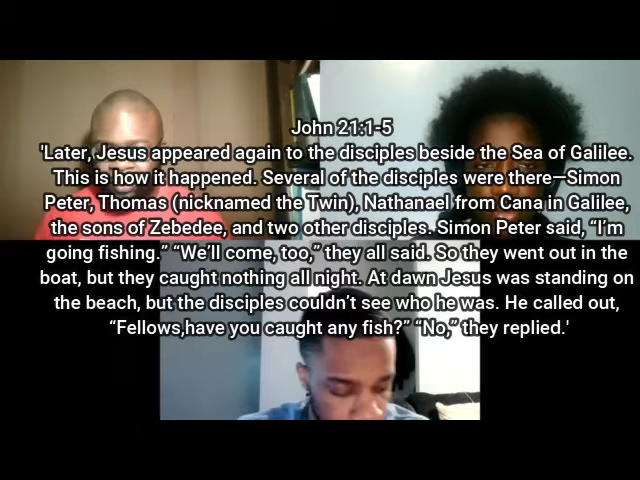 John 21:1-5
'Later, Jesus appeared again to the disciples beside the Sea of Galilee.
This is how it happened. Several of the disciples were there—Simon
Peter, Thomas (nicknamed the Twin), Nathanael from Cana in Galilee,
the sons of Zebedee, and two other disciples. Simon Peter said, “I’m
going fishing.” “We’ll come, too,” they all said. So they went out in the
boat, but they caught nothing all night. At dawn Jesus was standing on
the beach, but the disciples couldn’t see who he was. He called out,
“Fellows,have you caught any fish?” “No,” they replied.'